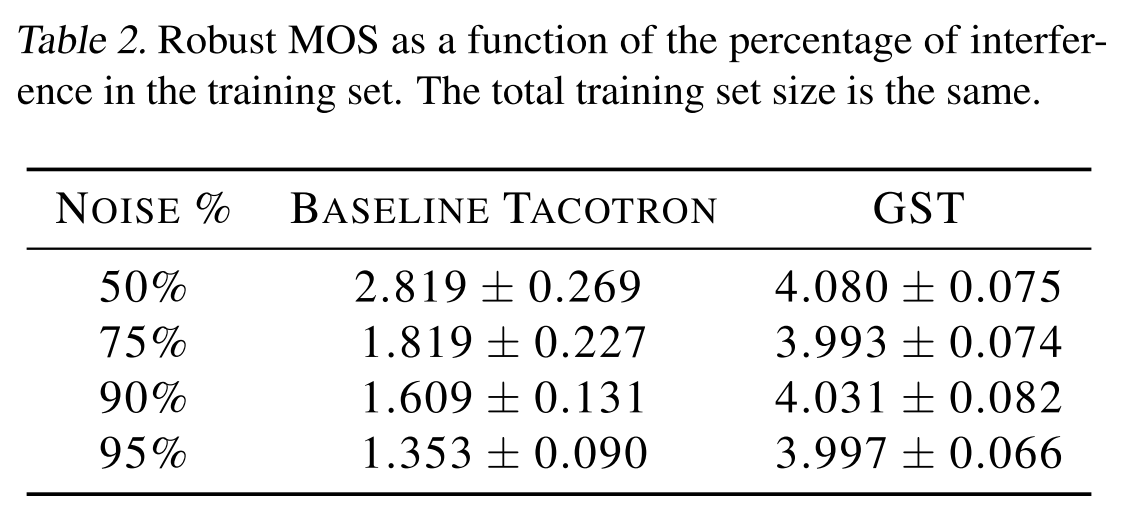 Table 2. Robust MOS as a function of the percentage of interfer-
ence in the training set. The total training set size is the same.
NOISE % BASELINE TACOTRON GST
50% 2.819 ± 0.269 4.080 ± 0.075
75% 1.819 ± 0.227 3.993 ± 0.074
90% 1.609 ± 0.131 4.031 ± 0.082
95% 1.353 ± 0.090 3.997 ± 0.066